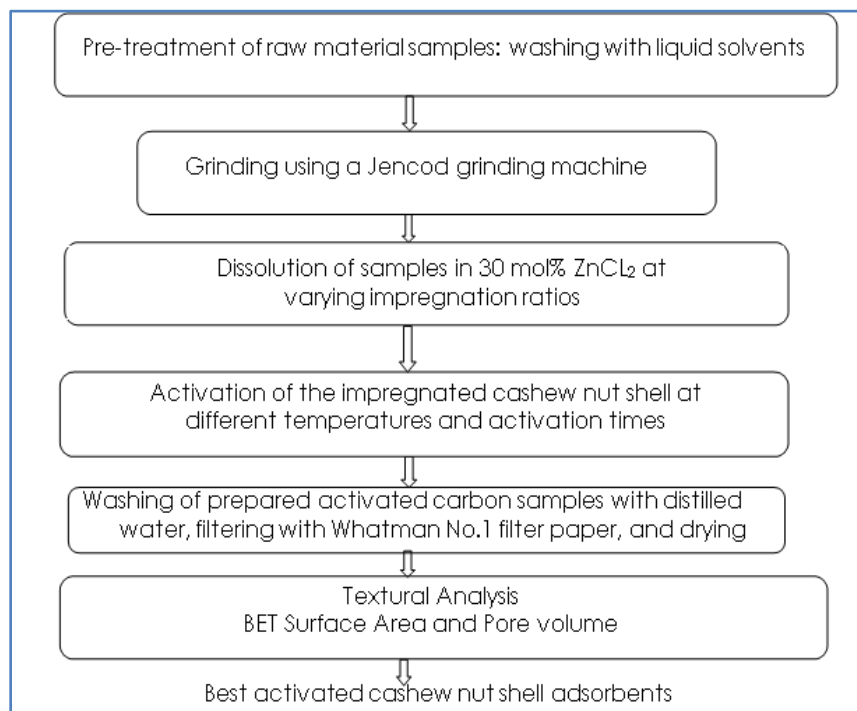 Pre-treatment of raw material samples: washing with liquid solvents
Grinding using a Jencod grinding machine
Dissolution of samples in 30 mol% ZnCL₂ at
varying impregnation ratios
Activation of the impregnated cashew nut shell at
different temperatures and activation times
Washing of prepared activated carbon samples with distilled
water, filtering with Whatman No.1 filter paper, and drying
Textural Analysis
BET Surface Area and Pore volume
Best activated cashew nut shell adsorbents